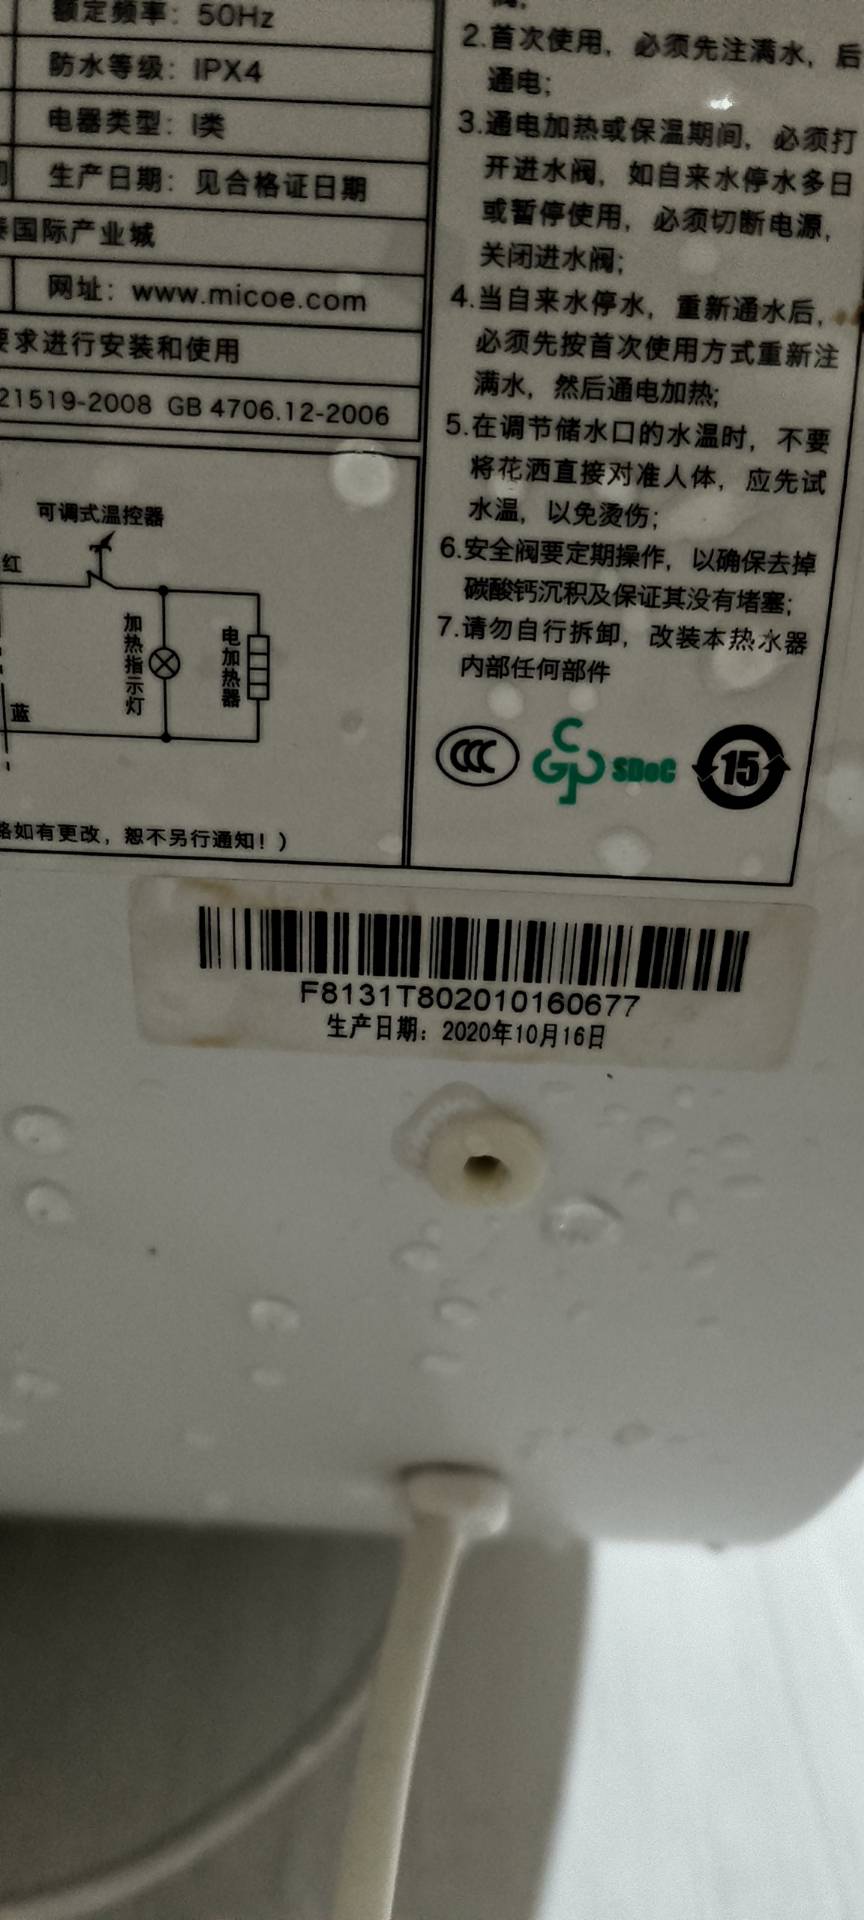 额定频率：50Hz
防水等级：IPX4
电器类型：I类
生产日期：见合格证日期
国际产业城
网址：www.micoe.com
要求进行安装和使用
21519-2008 GB 4706.12-2006
可调式温控器
红
加热指示灯
电加热器
蓝
路如有更改，恕不另行通知！）
阀；
2.首次使用，必须先注满水，后
通电；
3.通电加热或保温期间，必须打
开进水阀，如自来水停水多日
或暂停使用，必须切断电源，
关闭进水阀；
4.当自来水停水，重新通水后，
必须先按首次使用方式重新注
满水，然后通电加热；
5.在调节储水口的水温时，不要
将花洒直接对准人体，应先试
水温，以免烫伤；
6.安全阀要定期操作，以确保去掉
碳酸钙沉积及保证其没有堵塞；
7.请勿自行拆卸，改装本热水器
内部任何部件
CCC
CGP SDoC
15
F8131T802010160677
生产日期：2020年10月16日